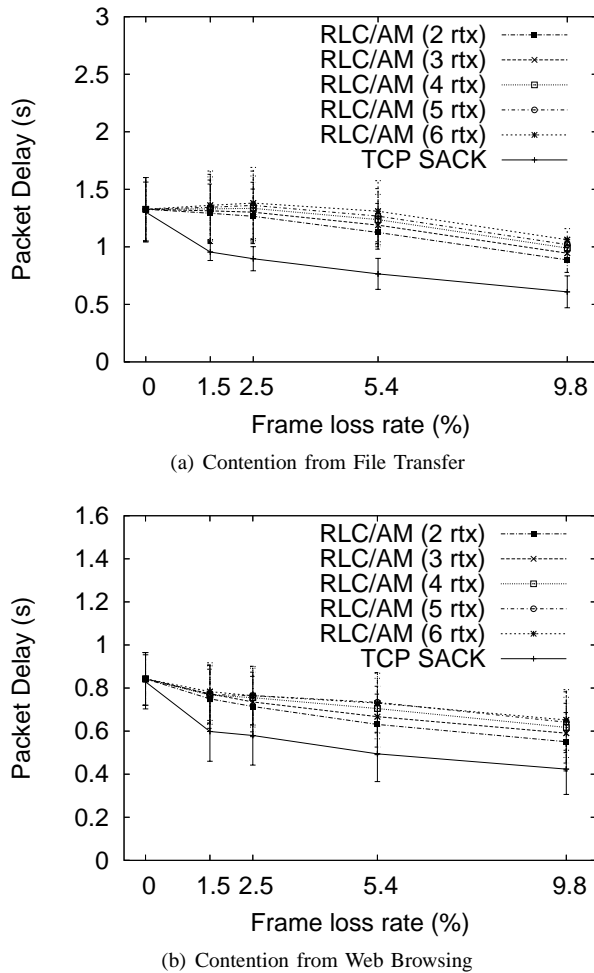 3
2.5
2
1.5
1
0.5
0
Packet Delay (s)
RLC/AM (2 rtx)
RLC/AM (3 rtx)
RLC/AM (4 rtx)
RLC/AM (5 rtx)
RLC/AM (6 rtx)
TCP SACK
0 1.5 2.5 5.4 9.8
Frame loss rate (%)
(a) Contention from File Transfer
1.6
1.4
1.2
1
0.8
0.6
0.4
0.2
0
Packet Delay (s)
RLC/AM (2 rtx)
RLC/AM (3 rtx)
RLC/AM (4 rtx)
RLC/AM (5 rtx)
RLC/AM (6 rtx)
TCP SACK
0 1.5 2.5 5.4 9.8
Frame loss rate (%)
(b) Contention from Web Browsing